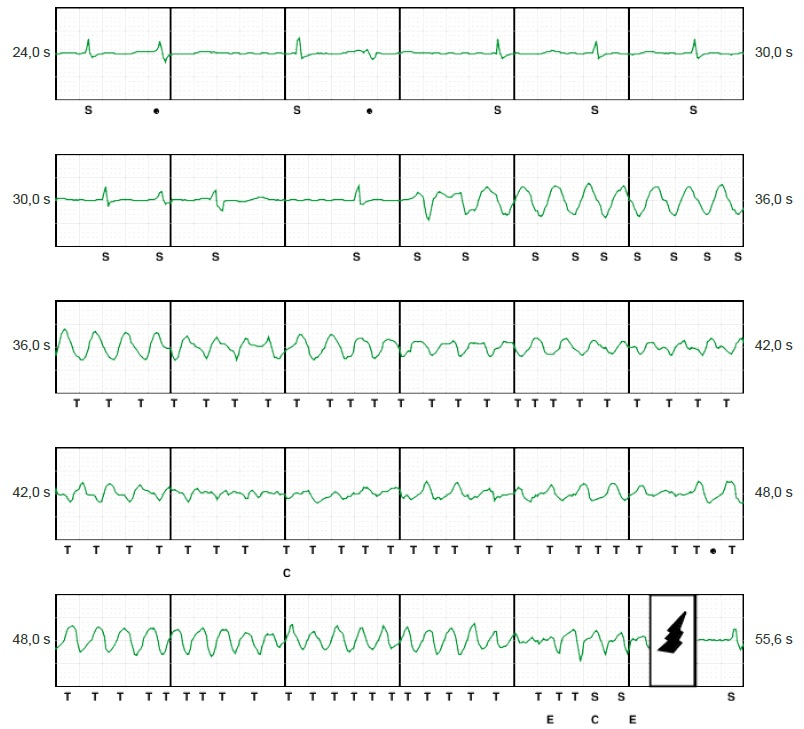 24,0 s 30,0 s
S • S • S S S
30,0 s 36,0 s
S S S S S S S S S S S S S
36,0 s 42,0 s
T T T T T T T T T T T T T T T T T T T T T T T T
42,0 s 48,0 s
T T T T T T T T T T T T T T T T T T T T T T T T • T
C
48,0 s 55,6 s
T T T T T T T T T T T T T T T T T T T T T T T S S S
E C E